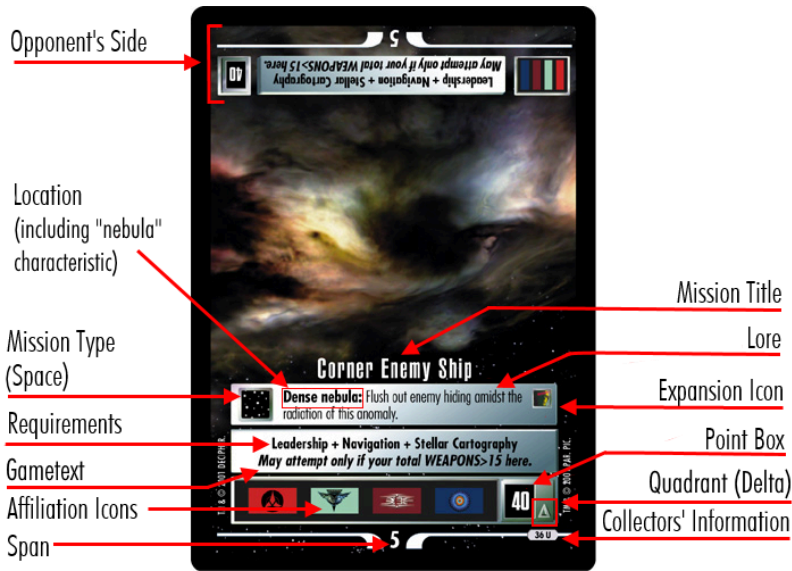 Opponent's Side
5
40
Leadership + Navigation + Stellar Cartography
May attempt only if your total WEAPONS>15 here.
Location
(including "nebula"
characteristic)
Mission Title
Lore
Mission Type
(Space)
Expansion Icon
Corner Enemy Ship
Dense nebula: Flush out enemy hiding amidst the
radiction of this anomaly.
Requirements
Leadership + Navigation + Stellar Cartography
May attempt only if your total WEAPONS>15 here.
Point Box
Gametext
Quadrant (Delta)
Affiliation Icons
40
Δ
Collectors' Information
Span
5
36 U